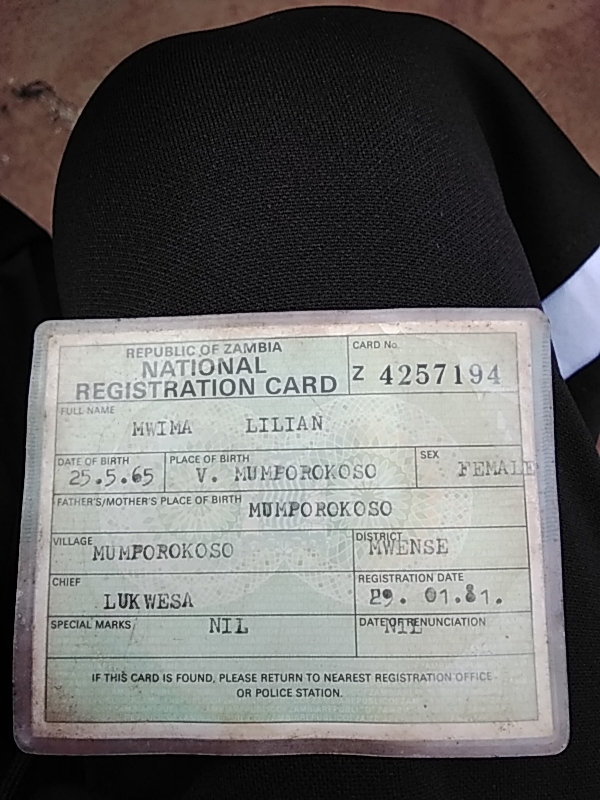 REPUBLIC OF ZAMBIA
NATIONAL
REGISTRATION CARD
CARD No.
Z 4257194
FULL NAME
MWIMA LILIAN
DATE OF BIRTH
25.5.65
PLACE OF BIRTH
V. MUMPOROKOSO
SEX
FEMALE
FATHER'S/MOTHER'S PLACE OF BIRTH MUMPOROKOSO
VILLAGE
MUMPOROKOSO
DISTRICT
MWENSE
CHIEF
LUKWESA
REGISTRATION DATE
29. 01.81.
SPECIAL MARKS
NIL
DATE OF RENUNCIATION
NIL
IF THIS CARD IS FOUND, PLEASE RETURN TO NEAREST REGISTRATION OFFICE
OR POLICE STATION.